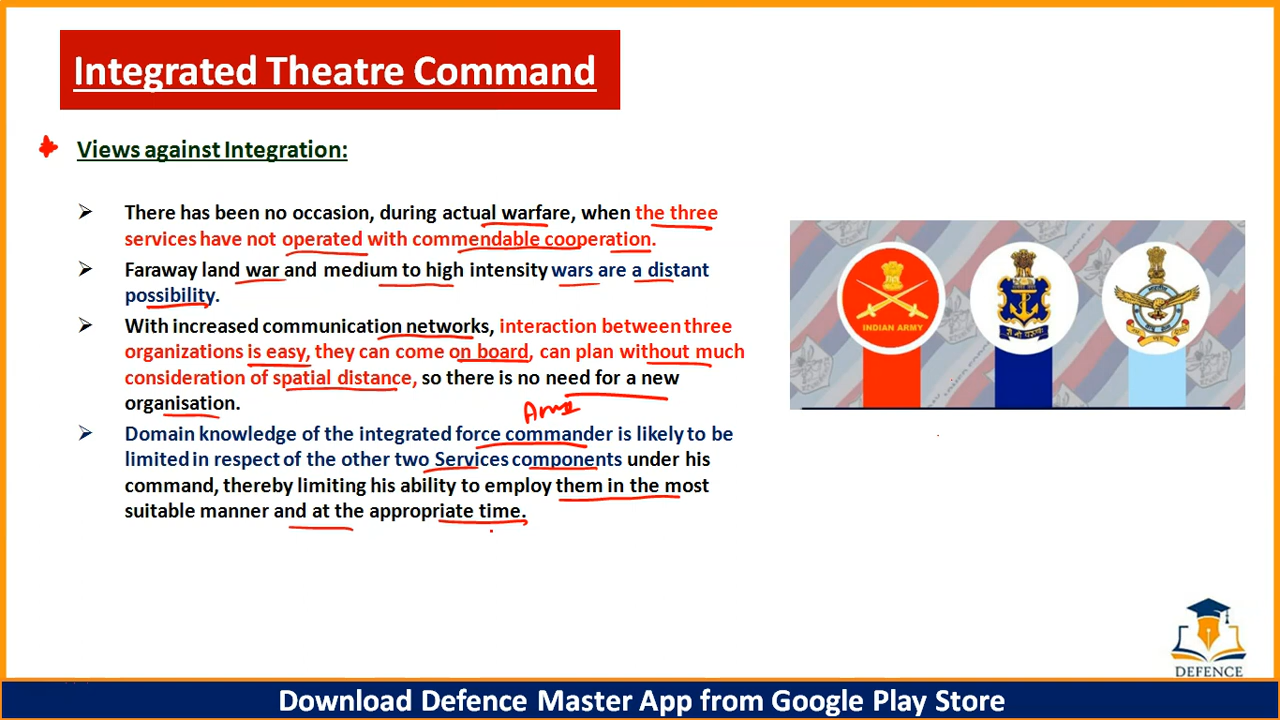 Integrated Theatre Command
Views against Integration:
There has been no occasion, during actual warfare, when the three
services have not operated with commendable cooperation.
Faraway land war and medium to high intensity wars are a distant
possibility.
With increased communication networks, interaction between three
organizations is easy, they can come on board, can plan without much
consideration of spatial distance, so there is no need for a new
organisation.
Domain knowledge of the integrated force commander is likely to be
limited in respect of the other two Services components under his
command, thereby limiting his ability to employ them in the most
suitable manner and at the appropriate time.
INDIAN ARMY
DEFENCE
Download Defence Master App from Google Play Store